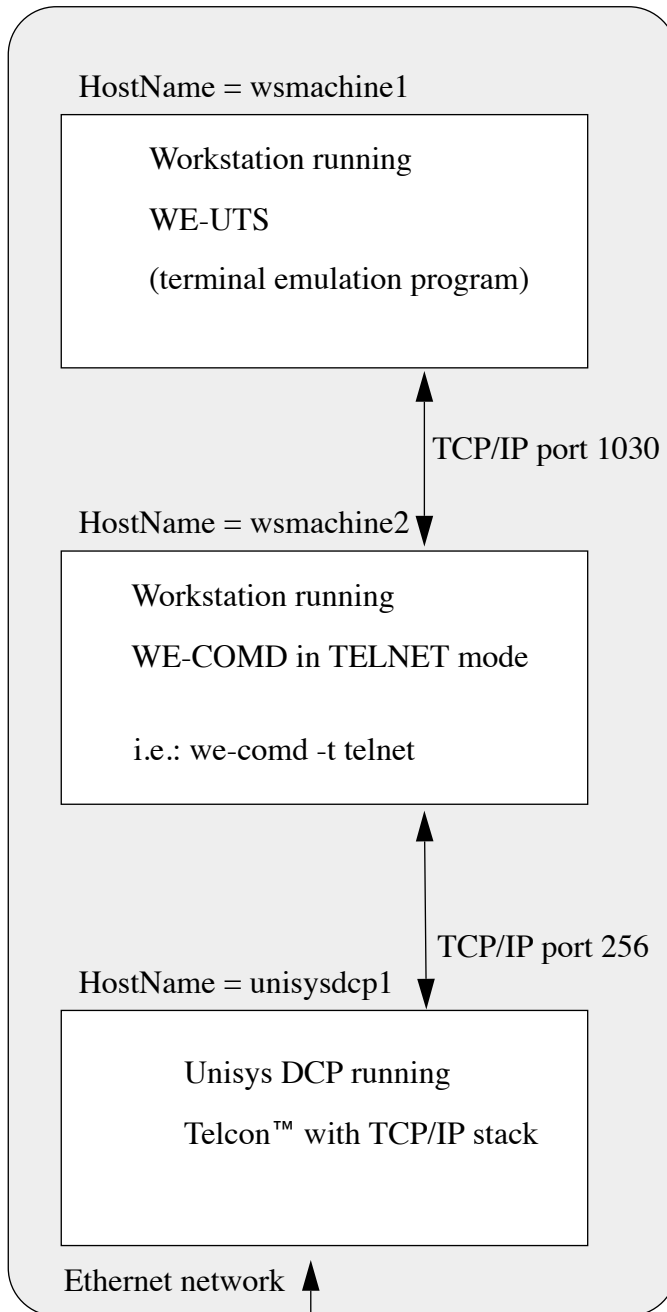 HostName = wsmachine1
Workstation running
WE-UTS
(terminal emulation program)
TCP/IP port 1030
HostName = wsmachine2
Workstation running
WE-COMD in TELNET mode
i.e.: we-comd -t telnet
TCP/IP port 256
HostName = unisysdcp1
Unisys DCP running
Telcon™ with TCP/IP stack
Ethernet network